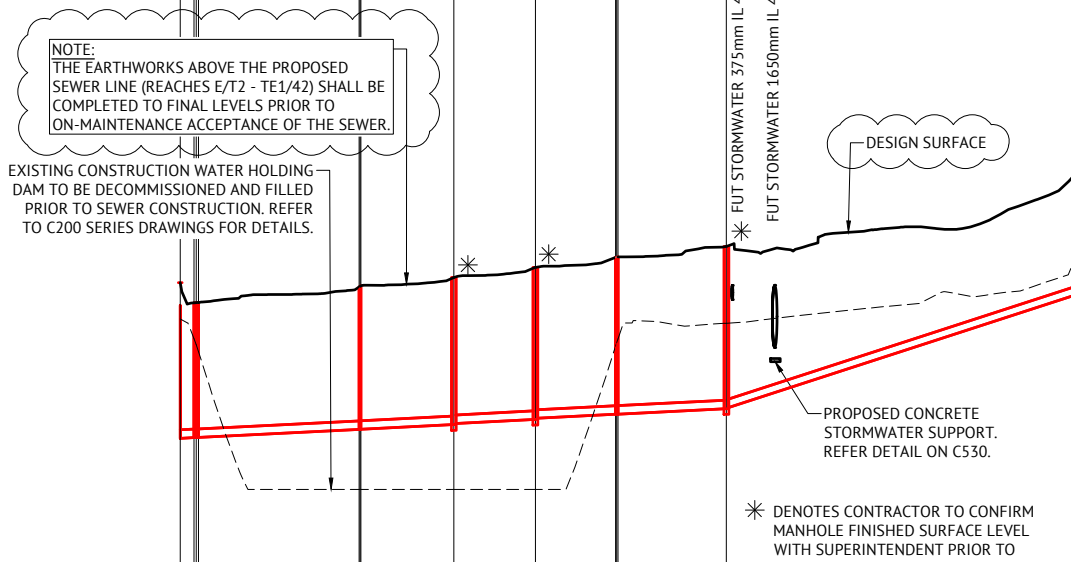 NOTE:
THE EARTHWORKS ABOVE THE PROPOSED
SEWER LINE (REACHES E/T2 - TE1/42) SHALL BE
COMPLETED TO FINAL LEVELS PRIOR TO
ON-MAINTENANCE ACCEPTANCE OF THE SEWER.
EXISTING CONSTRUCTION WATER HOLDING
DAM TO BE DECOMMISSIONED AND FILLED
PRIOR TO SEWER CONSTRUCTION. REFER
TO C200 SERIES DRAWINGS FOR DETAILS.
FUT STORMWATER 375mm IL
FUT STORMWATER 1650mm IL
DESIGN SURFACE
PROPOSED CONCRETE
STORMWATER SUPPORT.
REFER DETAIL ON C530.
DENOTES CONTRACTOR TO CONFIRM
MANHOLE FINISHED SURFACE LEVEL
WITH SUPERINTENDENT PRIOR TO